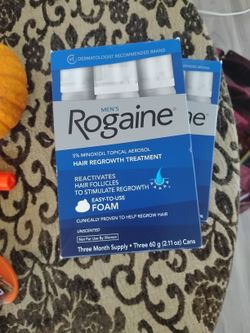 #1 DERMATOLOGIST RECOMMENDED BRAND
MEN'S
Rogaine
5% MINOXIDIL TOPICAL AEROSOL
HAIR REGROWTH TREATMENT
REACTIVATES
HAIR FOLLICLES
TO STIMULATE REGROWTH
EASY-TO-USE
FOAM
CLINICALLY PROVEN TO HELP REGROW HAIR
UNSCENTED
Not For Use By Women
Three Month Supply • Three 60 g (2.11 oz) Cans